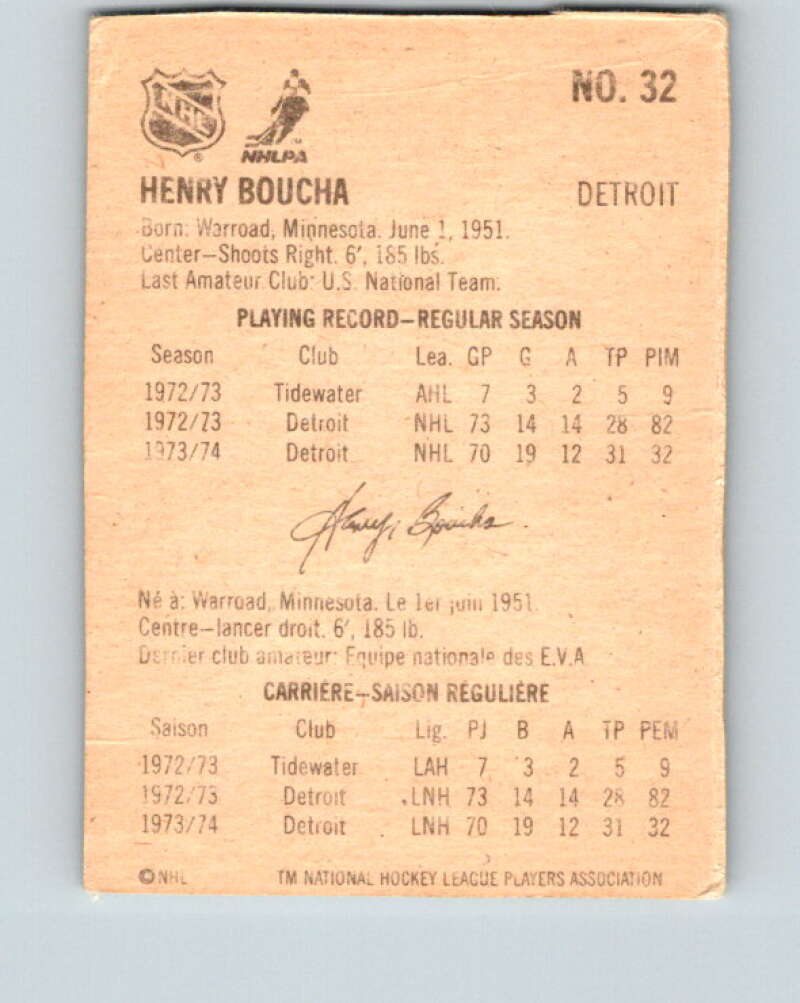 NHL
®
NHLPA
NO. 32
HENRY BOUCHA DETROIT
Born: Warroad, Minnesota. June 1, 1951.
Center—Shoots Right. 6′, 185 lbs.
Last Amateur Club: U.S. National Team.
PLAYING RECORD—REGULAR SEASON
Season Club Lea. GP G A TP PIM
1972/73 Tidewater AHL 7 3 2 5 9
1972/73 Detroit NHL 73 14 14 28 82
1973/74 Detroit NHL 70 19 12 31 32
Henry Boucha
Né à: Warroad, Minnesota. Le 1er juin 1951.
Centre—lancer droit. 6′, 185 lb.
Dernier club amateur: Equipe nationale des E.V.A
CARRIÈRE—SAISON RÉGULIÈRE
Saison Club Lig. PJ B A TP PEM
1972/73 Tidewater LAH 7 3 2 5 9
1972/73 Detroit LNH 73 14 14 28 82
1973/74 Detroit LNH 70 19 12 31 32
©NHL TM NATIONAL HOCKEY LEAGUE PLAYERS ASSOCIATION